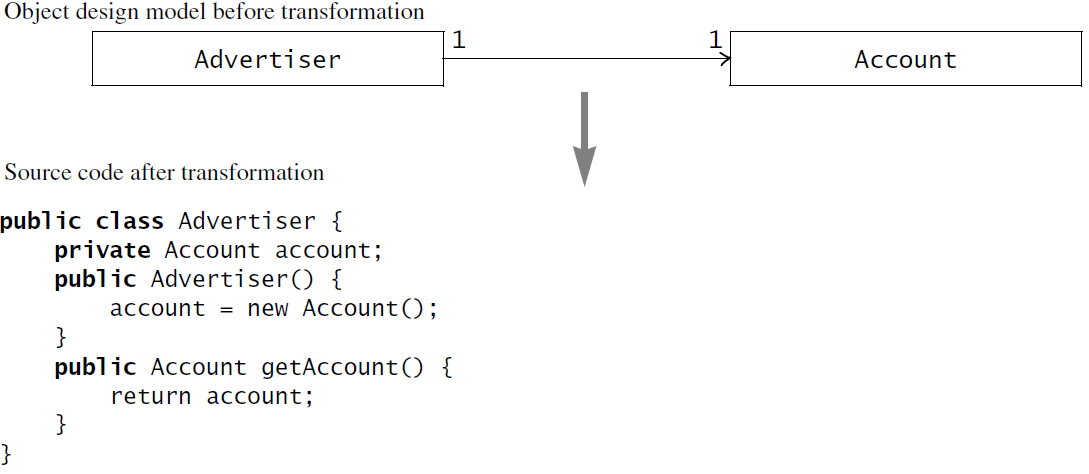 Object design model before transformation
Advertiser 1 1 Account
Source code after transformation
public class Advertiser {
    private Account account;
    public Advertiser() {
        account = new Account();
    }
    public Account getAccount() {
        return account;
    }
}